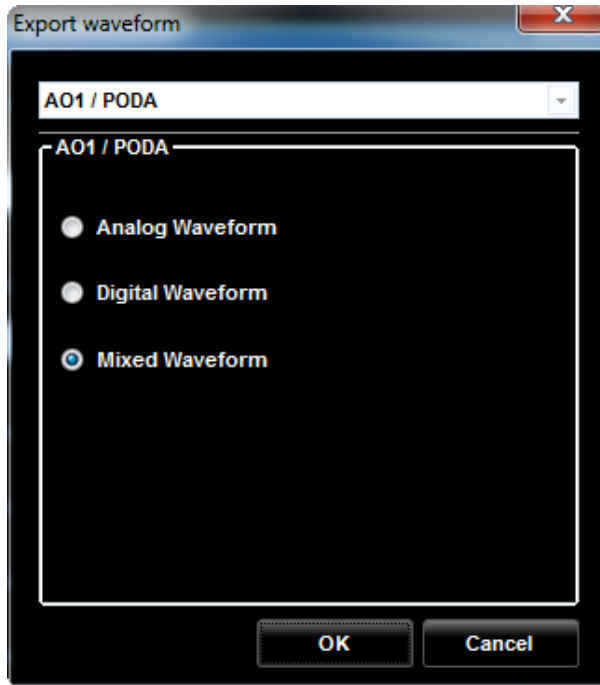 Export waveform
AO1 / PODA
AO1 / PODA
Analog Waveform
Digital Waveform
Mixed Waveform
OK Cancel